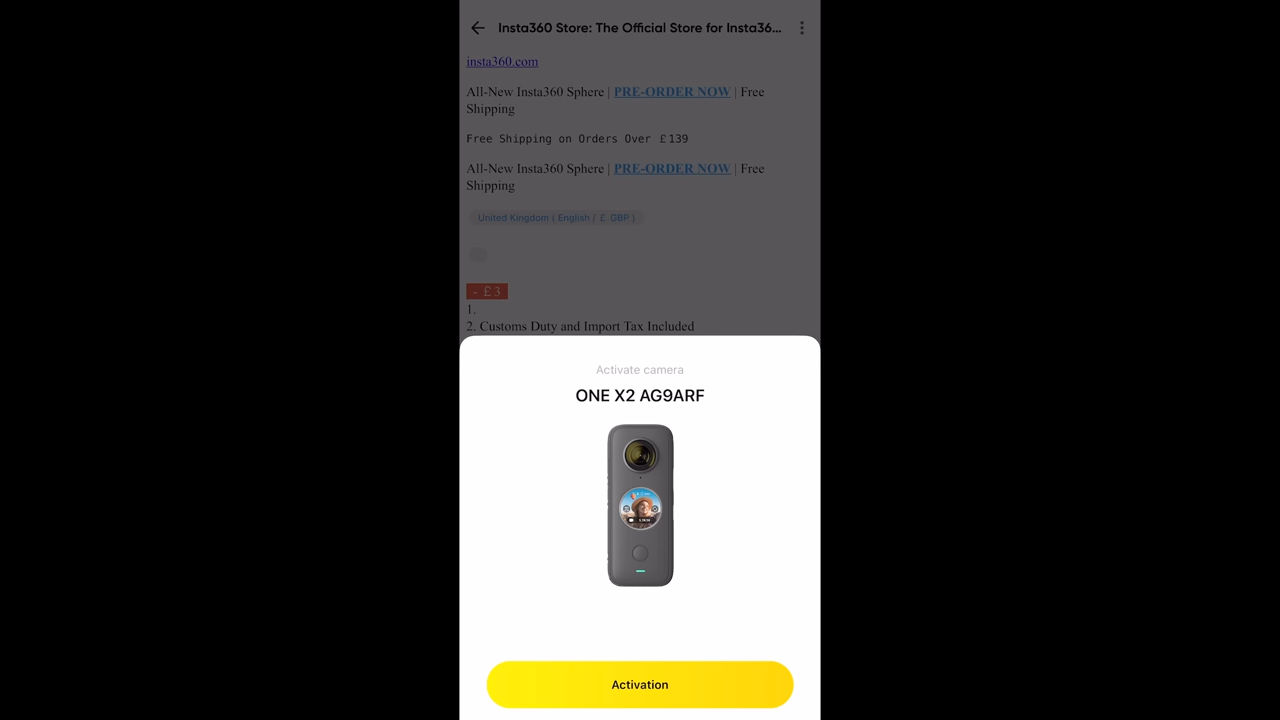 Insta360 Store: The Official Store for Insta36...
insta360.com
All-New Insta360 Sphere | PRE-ORDER NOW | Free
Shipping
Free Shipping on Orders Over £139
All-New Insta360 Sphere | PRE-ORDER NOW | Free
Shipping
United Kingdom ( English / £ GBP )
- £3
1.
2. Customs Duty and Import Tax Included
Activate camera
ONE X2 AG9ARF
Activation